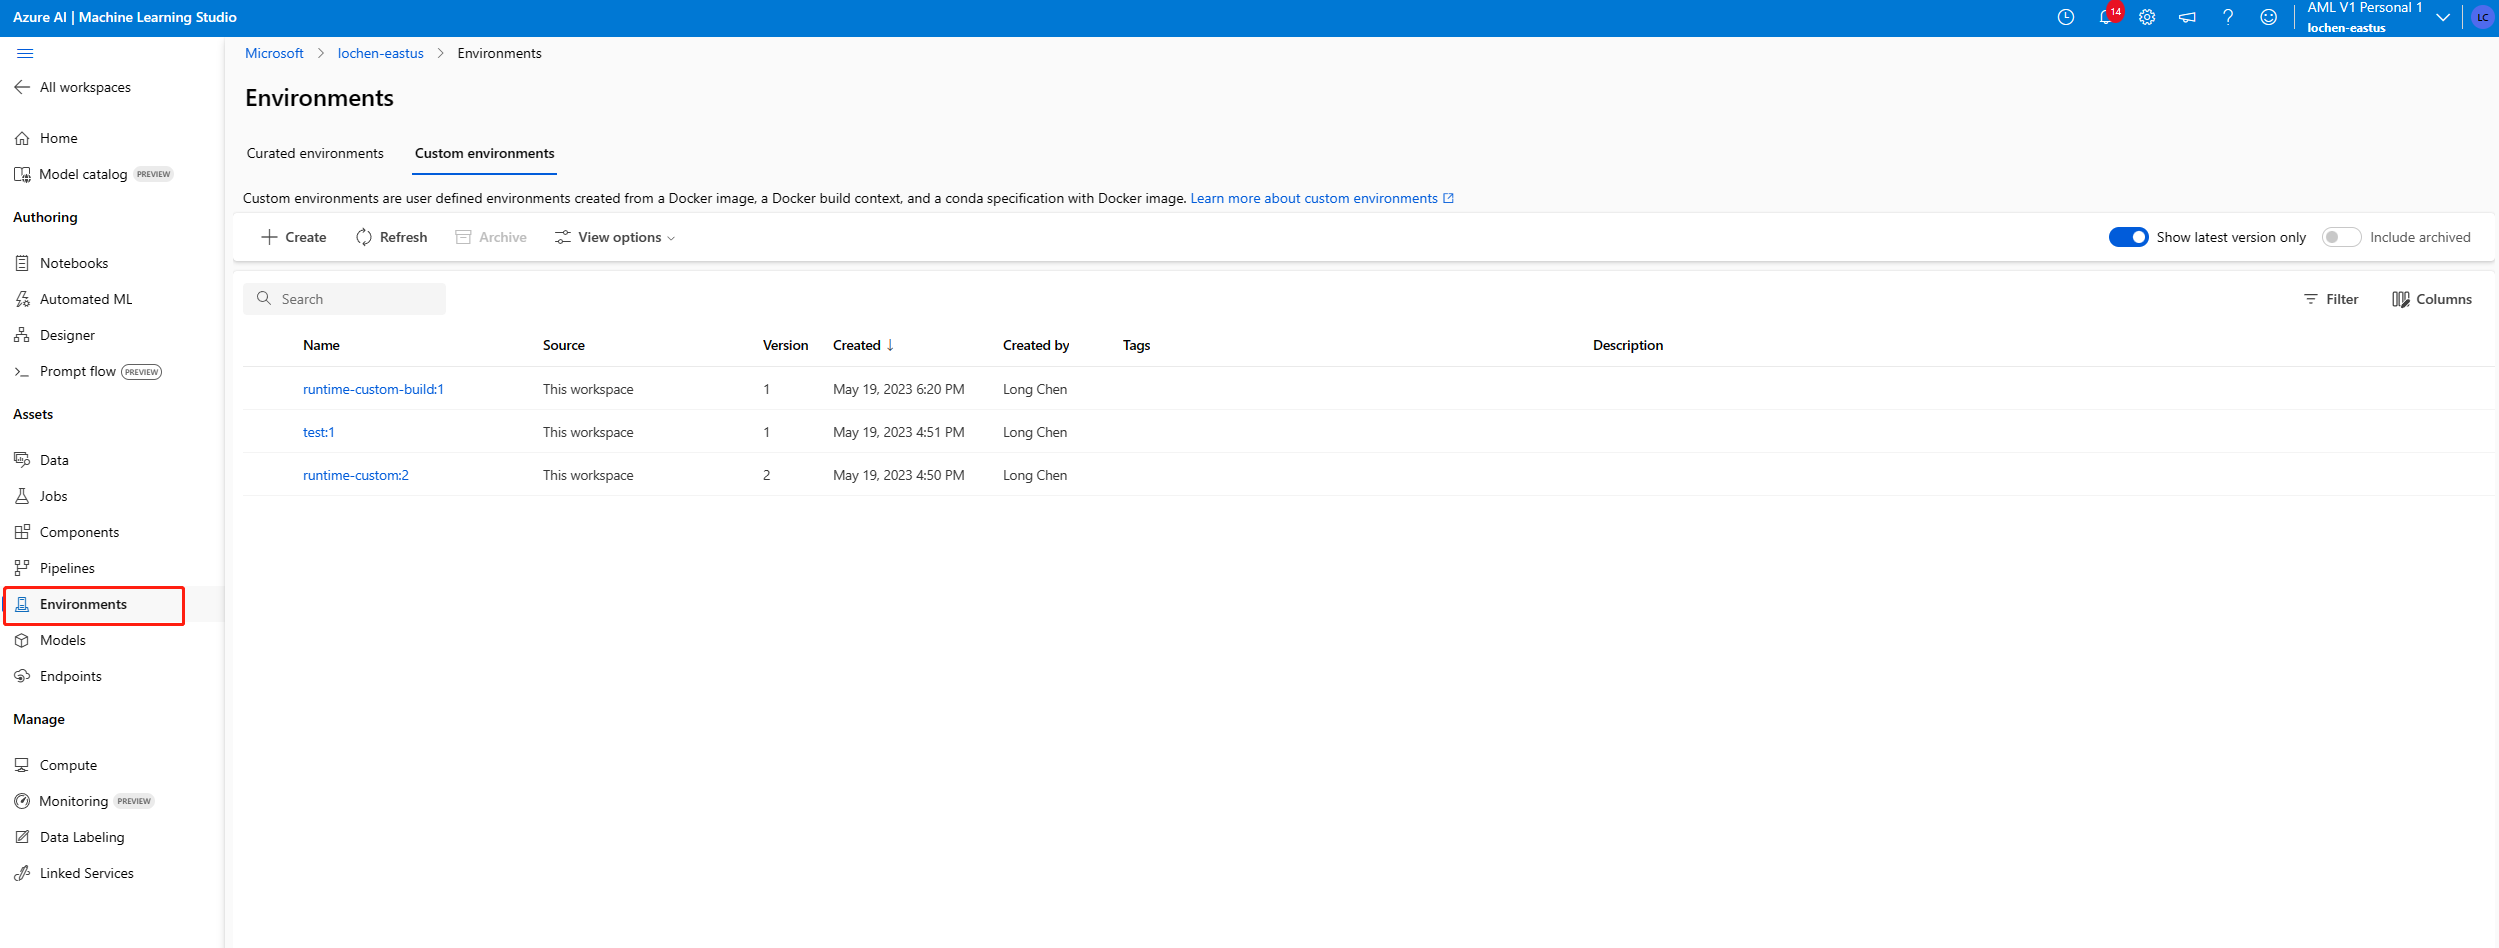 Azure AI | Machine Learning Studio
14
AML V1 Personal 1
lochen-eastus
LC
All workspaces
Home
Model catalog PREVIEW
Authoring
Notebooks
Automated ML
Designer
Prompt flow PREVIEW
Assets
Data
Jobs
Components
Pipelines
Environments
Models
Endpoints
Manage
Compute
Monitoring PREVIEW
Data Labeling
Linked Services
Microsoft > lochen-eastus > Environments
Environments
Curated environments Custom environments
Custom environments are user defined environments created from a Docker image, a Docker build context, and a conda specification with Docker image. Learn more about custom environments
Create Refresh Archive View options Show latest version only Include archived
Search Filter Columns
Name Source Version Created ↓ Created by Tags Description
runtime-custom-build:1 This workspace 1 May 19, 2023 6:20 PM Long Chen
test:1 This workspace 1 May 19, 2023 4:51 PM Long Chen
runtime-custom:2 This workspace 2 May 19, 2023 4:50 PM Long Chen